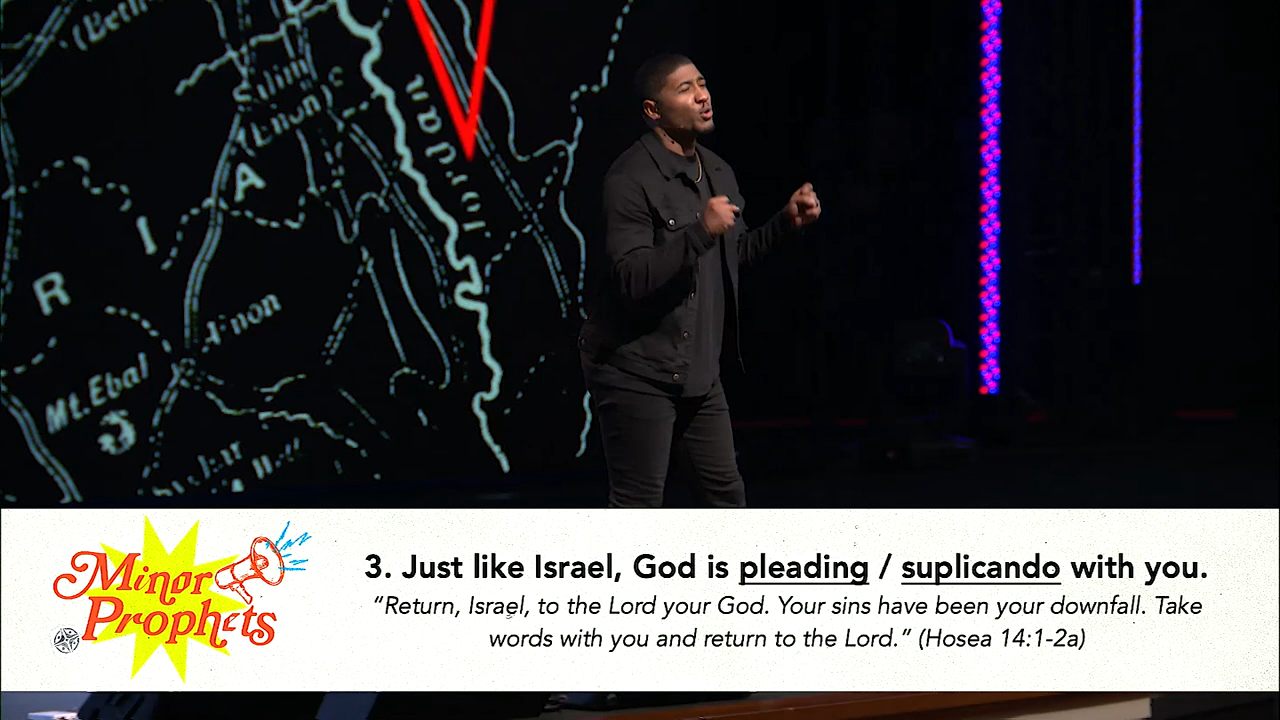 Jordan
A
I
R
Mt. Ebal
Minor
Prophets
3. Just like Israel, God is pleading / suplicando with you.
“Return, Israel, to the Lord your God. Your sins have been your downfall. Take
words with you and return to the Lord.” (Hosea 14:1-2a)